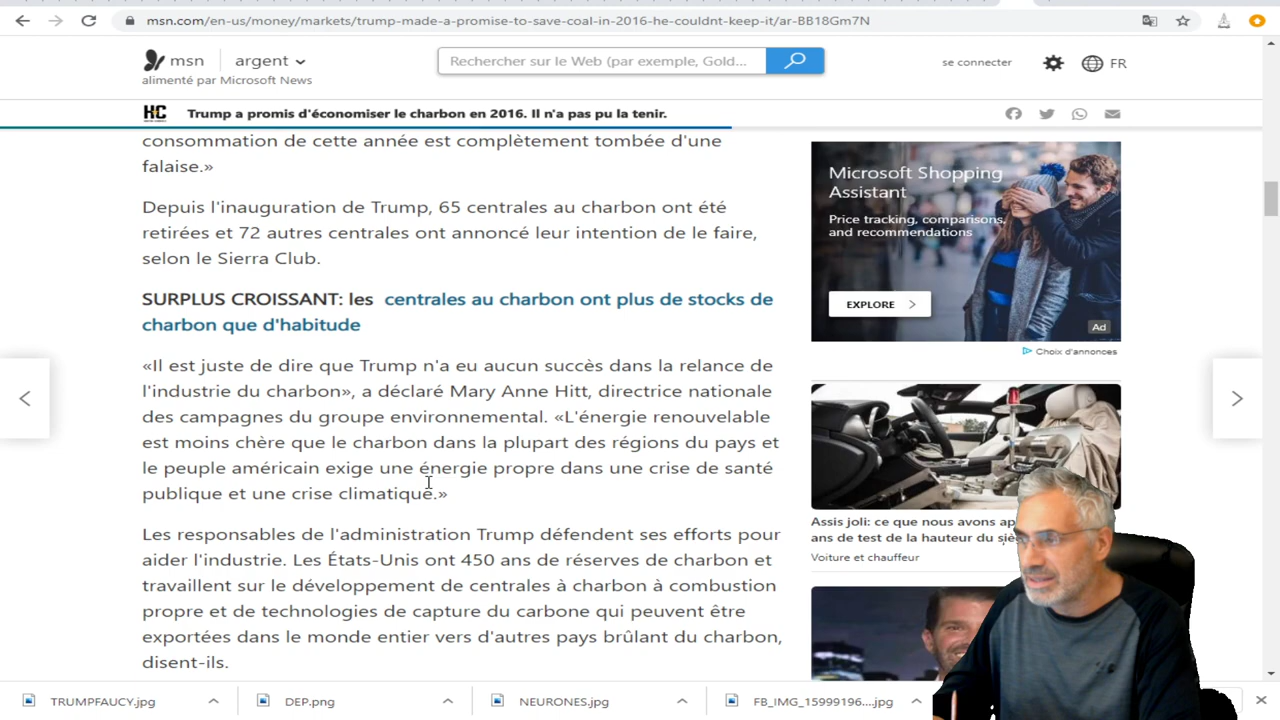 msn.com/en-us/money/markets/trump-made-a-promise-to-save-coal-in-2016-he-couldnt-keep-it/ar-BB18Gm7N
msn
argent
alimenté par Microsoft News
Rechercher sur le Web (par exemple, Gold...
se connecter
FR
HC
Trump a promis d'économiser le charbon en 2016. Il n'a pas pu la tenir.
consommation de cette année est complètement tombée d'une
falaise.»
Depuis l'inauguration de Trump, 65 centrales au charbon ont été
retirées et 72 autres centrales ont annoncé leur intention de le faire,
selon le Sierra Club.
SURPLUS CROISSANT: les centrales au charbon ont plus de stocks de
charbon que d'habitude
«Il est juste de dire que Trump n'a eu aucun succès dans la relance de
l'industrie du charbon», a déclaré Mary Anne Hitt, directrice nationale
des campagnes du groupe environnemental. «L'énergie renouvelable
est moins chère que le charbon dans la plupart des régions du pays et
le peuple américain exige une énergie propre dans une crise de santé
publique et une crise climatique.»
Les responsables de l'administration Trump défendent ses efforts pour
aider l'industrie. Les États-Unis ont 450 ans de réserves de charbon et
travaillent sur le développement de centrales à charbon à combustion
propre et de technologies de capture du carbone qui peuvent être
exportées dans le monde entier vers d'autres pays brûlant du charbon,
disent-ils.
Microsoft Shopping
Assistant
Price tracking, comparisons,
and recommendations
EXPLORE
Ad
Choix d'annonces
Assis joli: ce que nous avons
ans de test de la hauteur du
Voiture et chauffeur
TRUMPFAUCY.jpg
DEP.png
NEURONES.jpg
FB_IMG_15999196....jpg